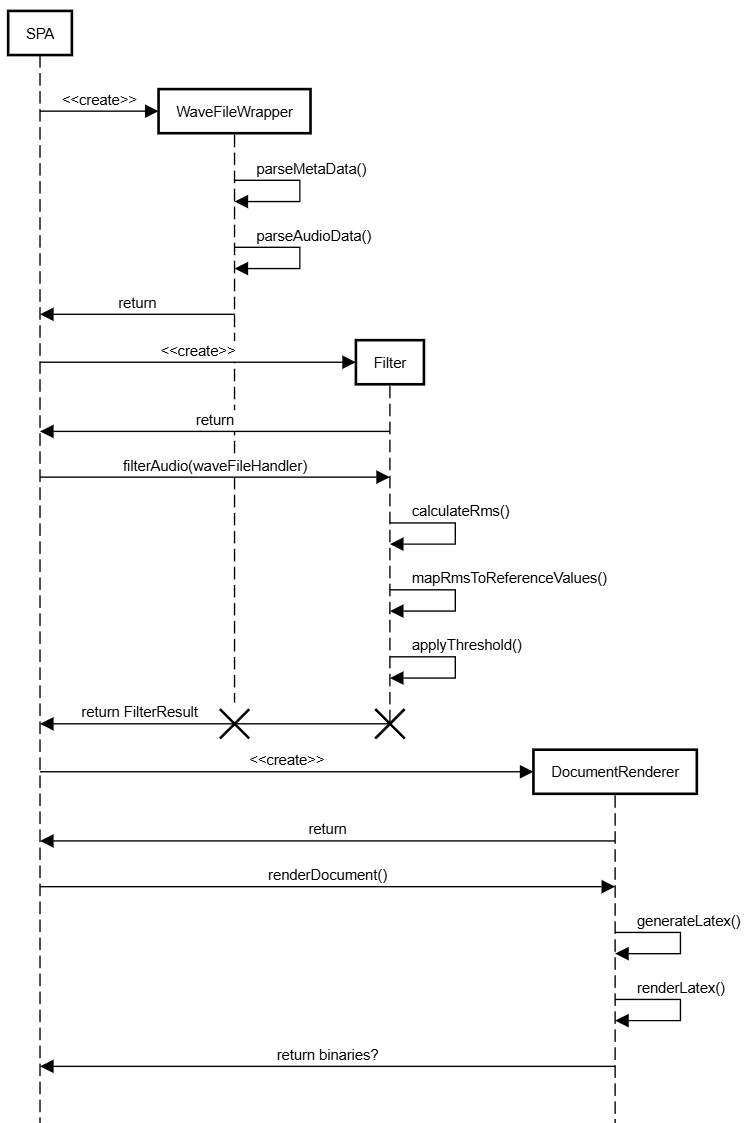 SPA
<<create>>
WaveFileWrapper
parseMetaData()
parseAudioData()
return
<<create>>
Filter
return
filterAudio(waveFileHandler)
calculateRms()
mapRmsToReferenceValues()
applyThreshold()
return FilterResult
<<create>>
DocumentRenderer
return
renderDocument()
generateLatex()
renderLatex()
return binaries?